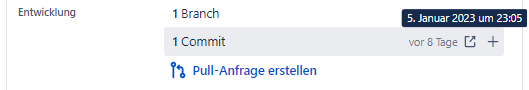 Entwicklung
1 Branch
5. Januar 2023 um 23:05
1 Commit
vor 8 Tage
Pull-Anfrage erstellen